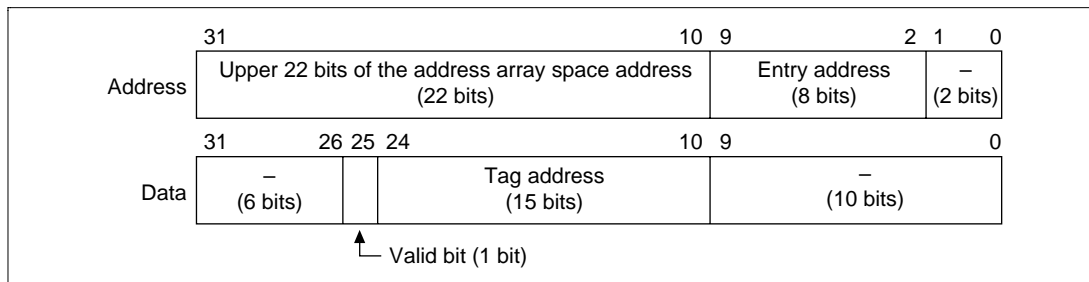 31 10 9 2 1 0
Address Upper 22 bits of the address array space address Entry address –
(22 bits) (8 bits) (2 bits)
31 26 25 24 10 9 0
Data – Tag address –
(6 bits) (15 bits) (10 bits)
Valid bit (1 bit)